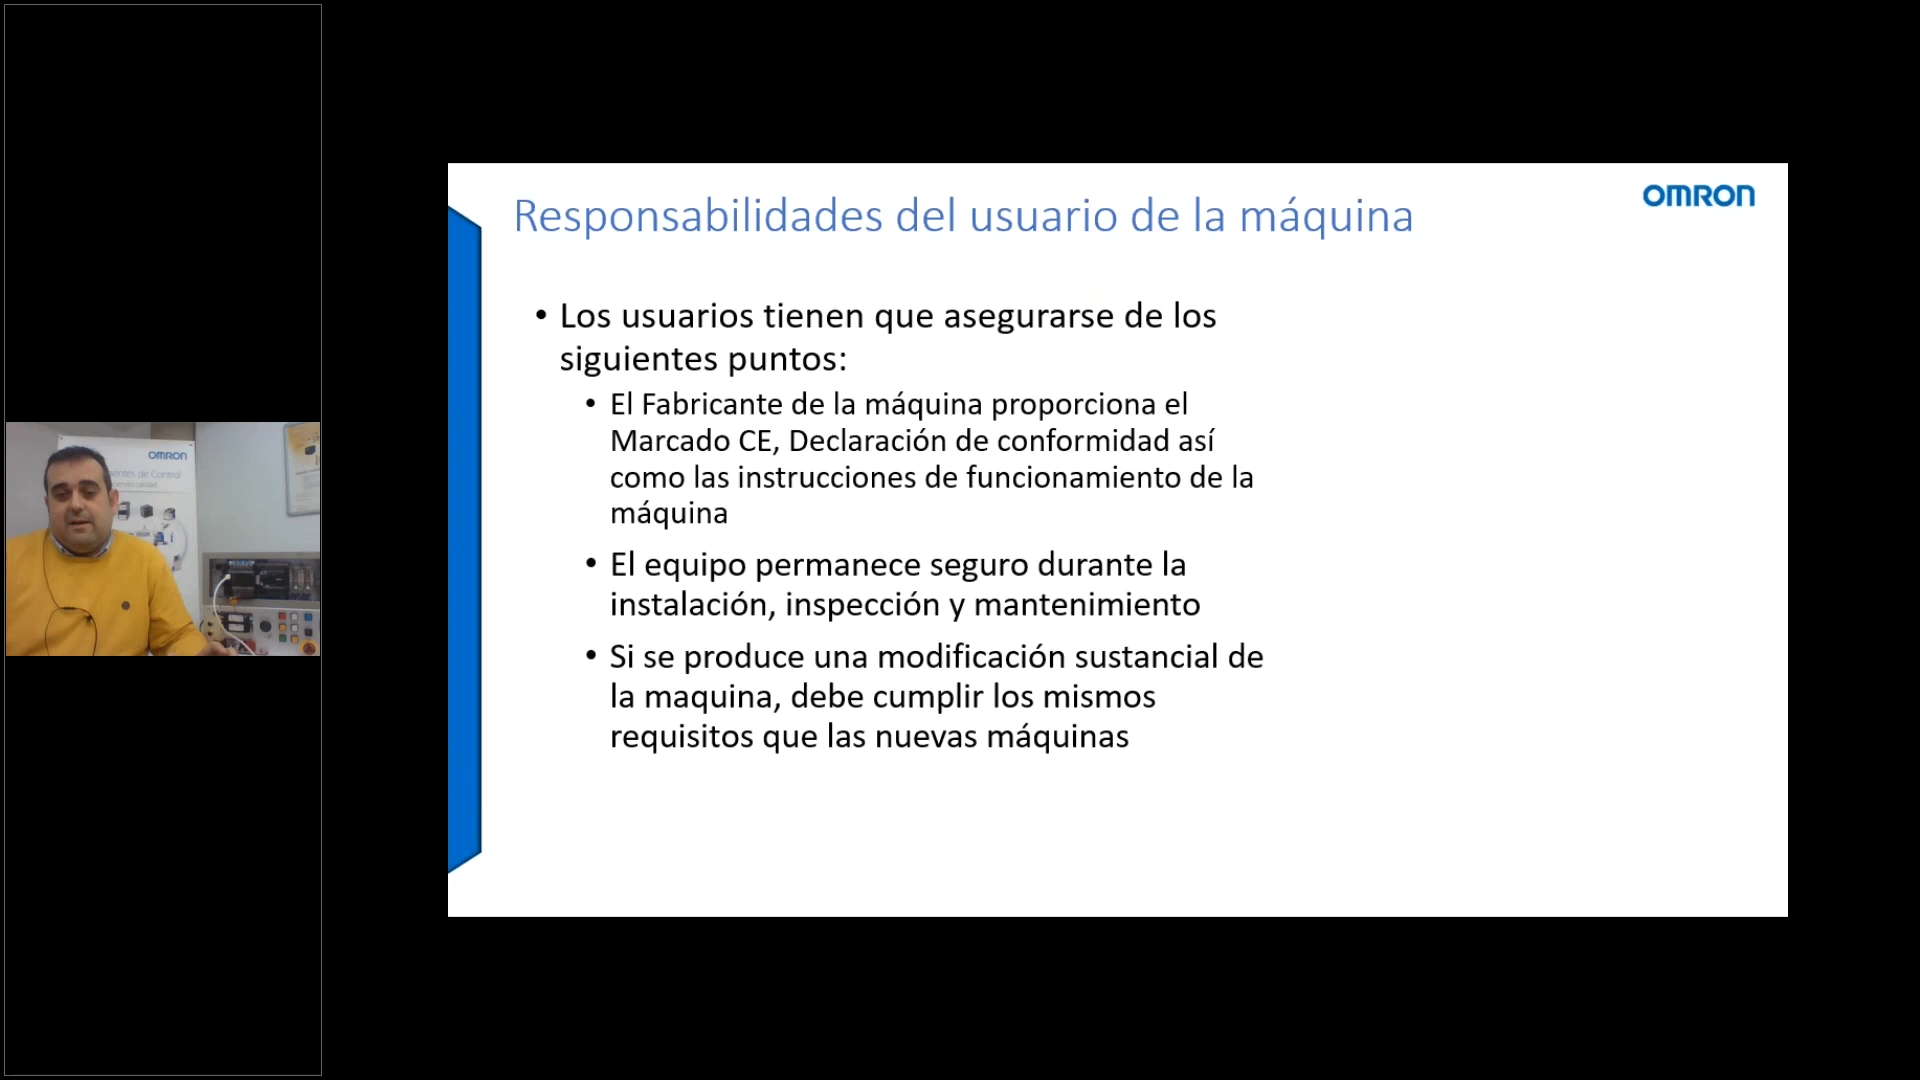 Responsabilidades del usuario de la máquina
OMRON
• Los usuarios tienen que asegurarse de los
siguientes puntos:
• El Fabricante de la máquina proporciona el
Marcado CE, Declaración de conformidad así
como las instrucciones de funcionamiento de la
máquina
• El equipo permanece seguro durante la
instalación, inspección y mantenimiento
• Si se produce una modificación sustancial de
la maquina, debe cumplir los mismos
requisitos que las nuevas máquinas
OMRON
de Control